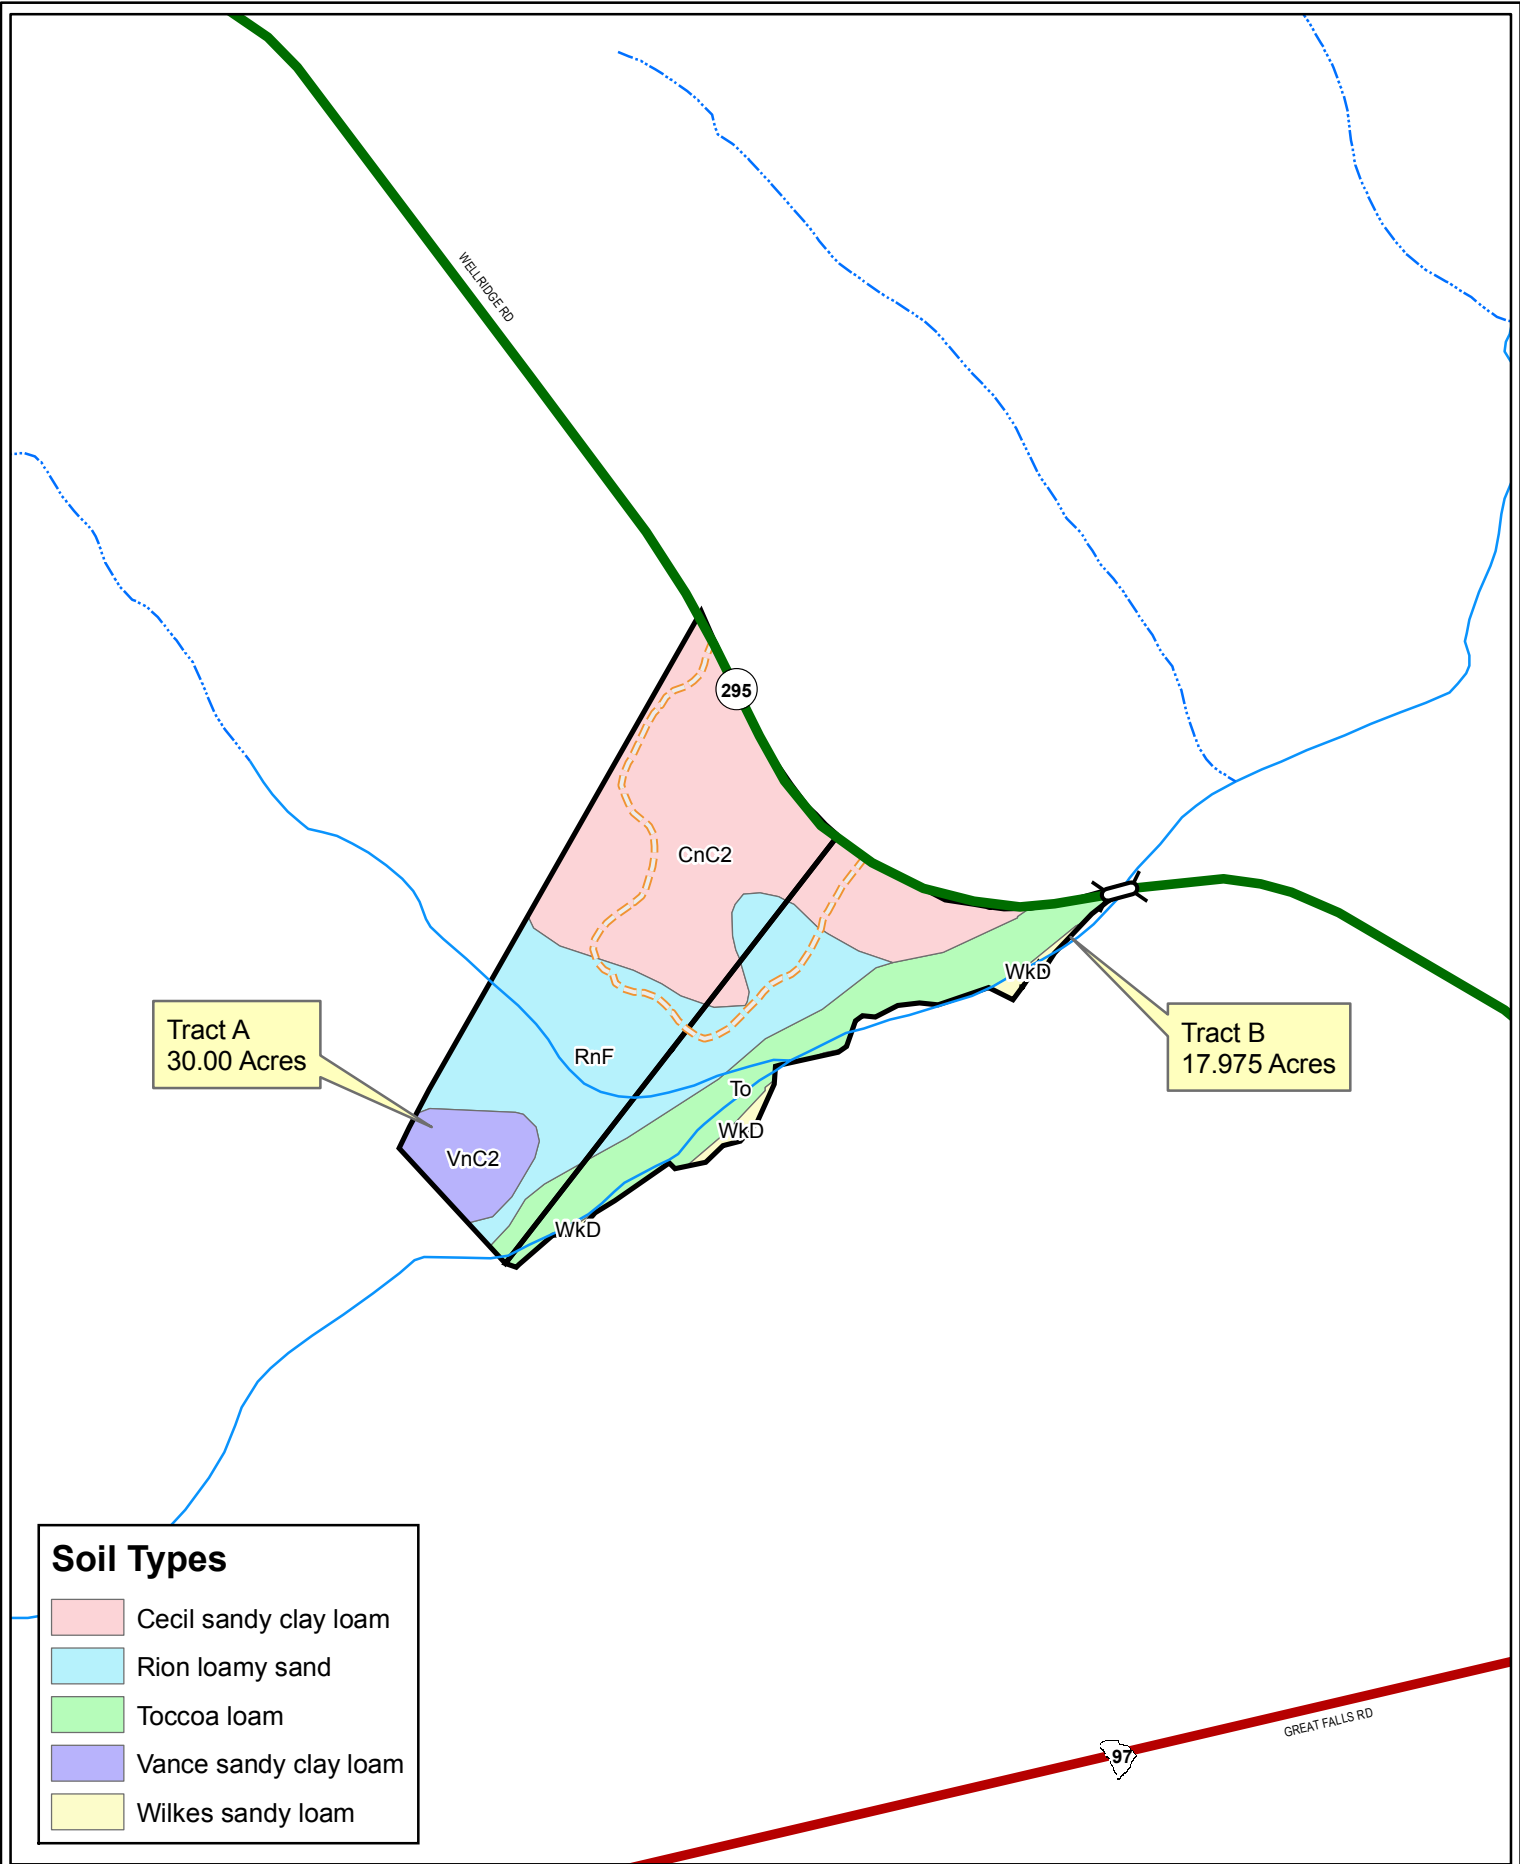 WELLRIDGE RD
295
CnC2
WkD
Tract A
30.00 Acres
Tract B
17.975 Acres
RnF
To
WkD
VnC2
WkD
Soil Types
Cecil sandy clay loam
Rion loamy sand
Toccoa loam
Vance sandy clay loam
Wilkes sandy loam
GREAT FALLS RD
97